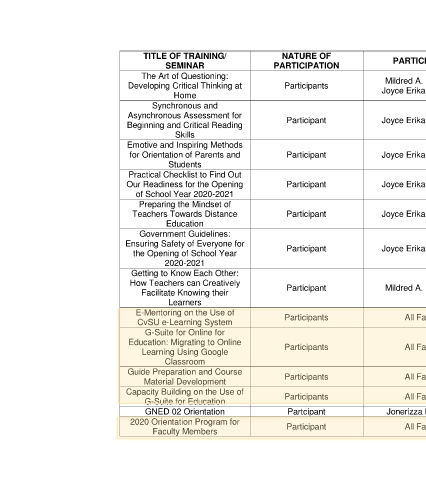 TITLE OF TRAINING/ NATURE OF
SEMINAR PARTICIPATION PARTICI
The Art of Questioning:
Developing Critical Thinking at Participants Mildred A.
Home Joyce Erika
Synchronous and
Asynchronous Assessment for
Beginning and Critical Reading Participant Joyce Erika
Skills
Emotive and Inspiring Methods
for Orientation of Parents and Participant Joyce Erika
Students
Practical Checklist to Find Out
Our Readiness for the Opening Participant Joyce Erika
of School Year 2020-2021
Preparing the Mindset of
Teachers Towards Distance Participant Joyce Erika
Education
Government Guidelines:
Ensuring Safety of Everyone for
the Opening of School Year Participant Joyce Erika
2020-2021
Getting to Know Each Other:
How Teachers can Creatively
Facilitate Knowing their Participant Mildred A.
Learners
E-Mentoring on the Use of
CvSU e-Learning System Participants All Fa
G-Suite for Online for
Education: Migrating to Online
Learning Using Google Participants All Fa
Classroom
Guide Preparation and Course
Material Development Participants All Fa
Capacity Building on the Use of
G-Suite for Education Participants All Fa
GNED 02 Orientation Partcipant Jonerizza
2020 Orientation Program for
Faculty Members Participant All Fa